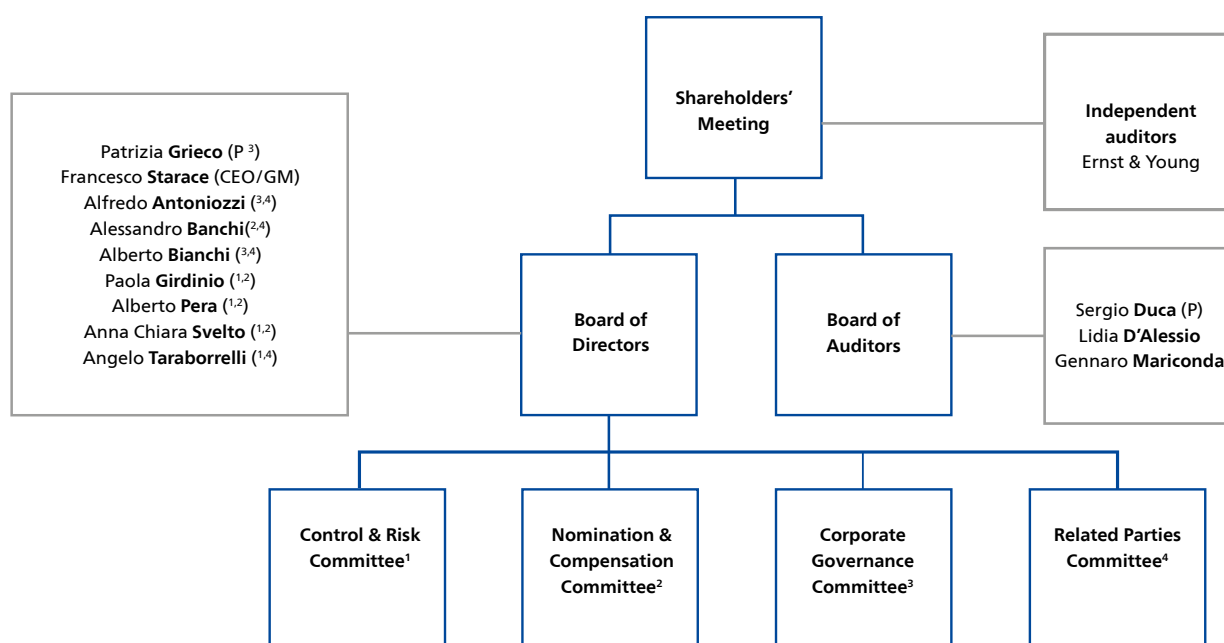 Shareholders’
Meeting
Independent
auditors
Ernst & Young
Patrizia Grieco (P ³)
Francesco Starace (CEO/GM)
Alfredo Antoniozzi (³,⁴)
Alessandro Banchi(²,⁴)
Alberto Bianchi (³,⁴)
Paola Girdinio (¹,²)
Alberto Pera (¹,²)
Anna Chiara Svelto (¹,²)
Angelo Taraborrelli (¹,⁴)
Board of
Directors
Board of
Auditors
Sergio Duca (P)
Lidia D’Alessio
Gennaro Mariconda
Control & Risk
Committee¹
Nomination &
Compensation
Committee²
Corporate
Governance
Committee³
Related Parties
Committee⁴